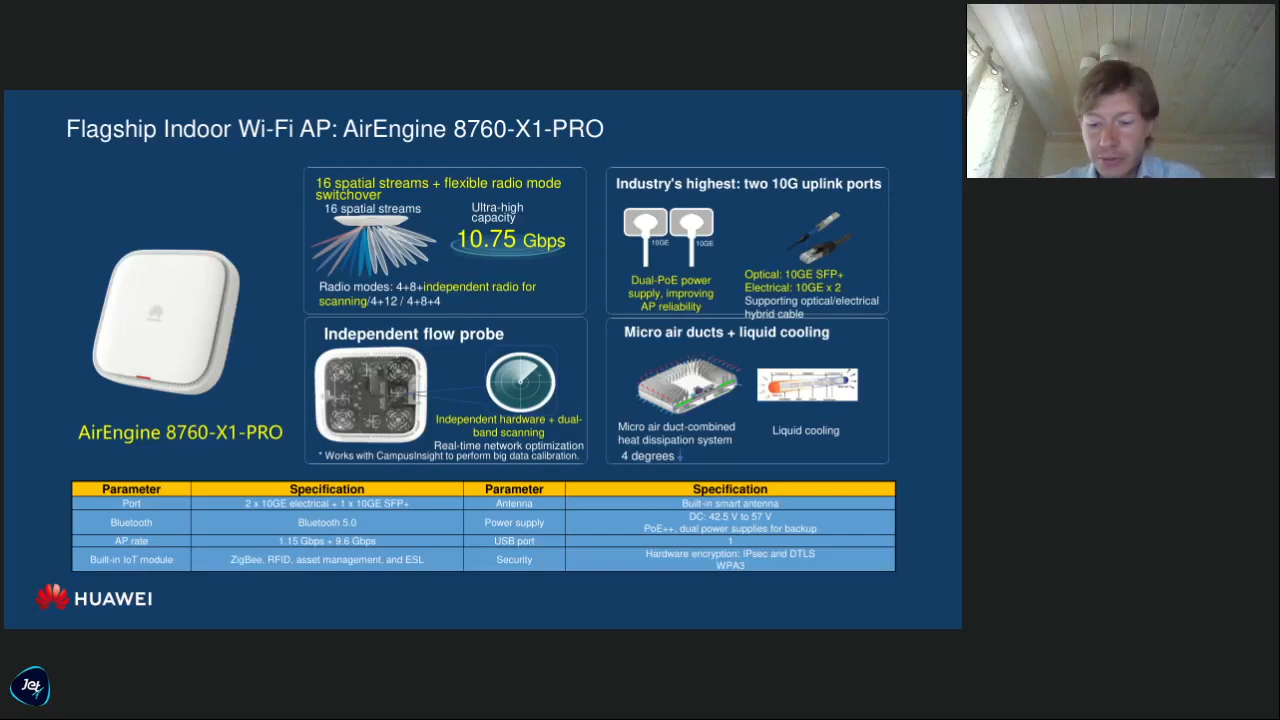 Flagship Indoor Wi-Fi AP: AirEngine 8760-X1-PRO
16 spatial streams + flexible radio mode
switchover
16 spatial streams
Ultra-high
capacity
10.75 Gbps
Radio modes: 4+8+independent radio for
scanning/4+12 / 4+8+4
Industry's highest: two 10G uplink ports
10GE
10GE
Dual-PoE power
supply, improving
AP reliability
Optical: 10GE SFP+
Electrical: 10GE x 2
Supporting optical/electrical
hybrid cable
AirEngine 8760-X1-PRO
Independent flow probe
Independent hardware + dual-
band scanning
Real-time network optimization
* Works with CampusInsight to perform big data calibration.
Micro air ducts + liquid cooling
Micro air duct-combined
heat dissipation system
4 degrees
Liquid cooling
Parameter Specification Parameter Specification
Port 2 x 10GE electrical + 1 x 10GE SFP+ Antenna Built-in smart antenna
Bluetooth Bluetooth 5.0 Power supply DC: 42.5 V to 57 V
PoE++, dual power supplies for backup
AP rate 1.15 Gbps + 9.6 Gbps USB port 1
Built-in IoT module ZigBee, RFID, asset management, and ESL Security Hardware encryption: IPsec and DTLS
WPA3
HUAWEI
Jet